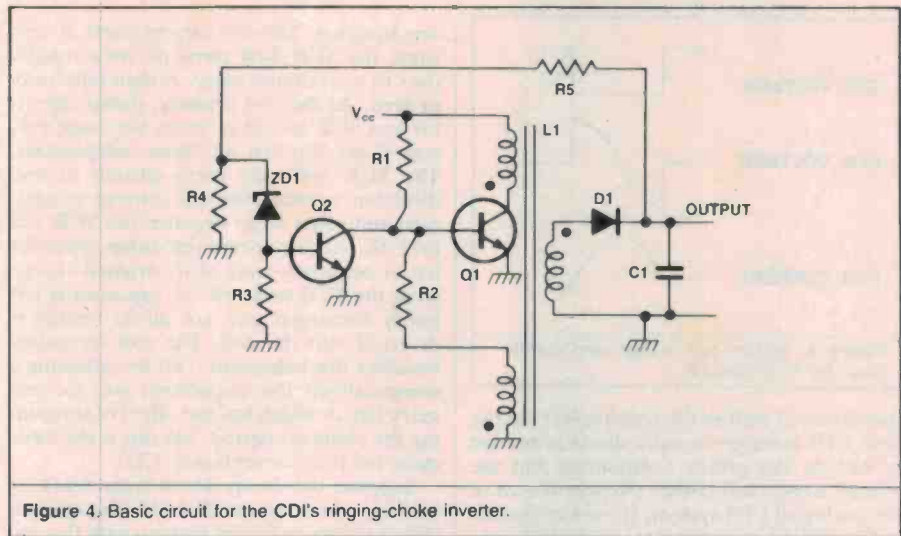 R5
Vcc
L1
R1
ZD1
D1
OUTPUT
R4
Q2
Q1
C1
R3
R2
Figure 4. Basic circuit for the CDI's ringing-choke inverter.